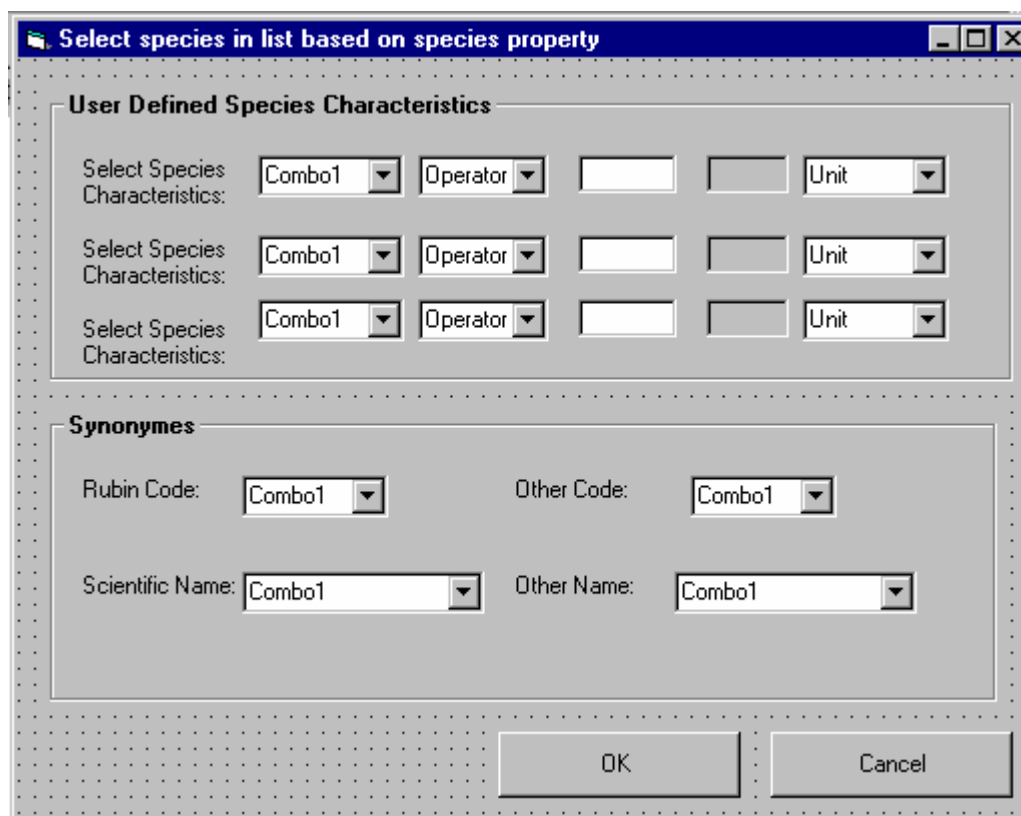 Select species in list based on species property
User Defined Species Characteristics
Select Species Characteristics: Combo1 Operator Unit
Select Species Characteristics: Combo1 Operator Unit
Select Species Characteristics: Combo1 Operator Unit
Synonymes
Rubin Code: Combo1 Other Code: Combo1
Scientific Name: Combo1 Other Name: Combo1
OK Cancel